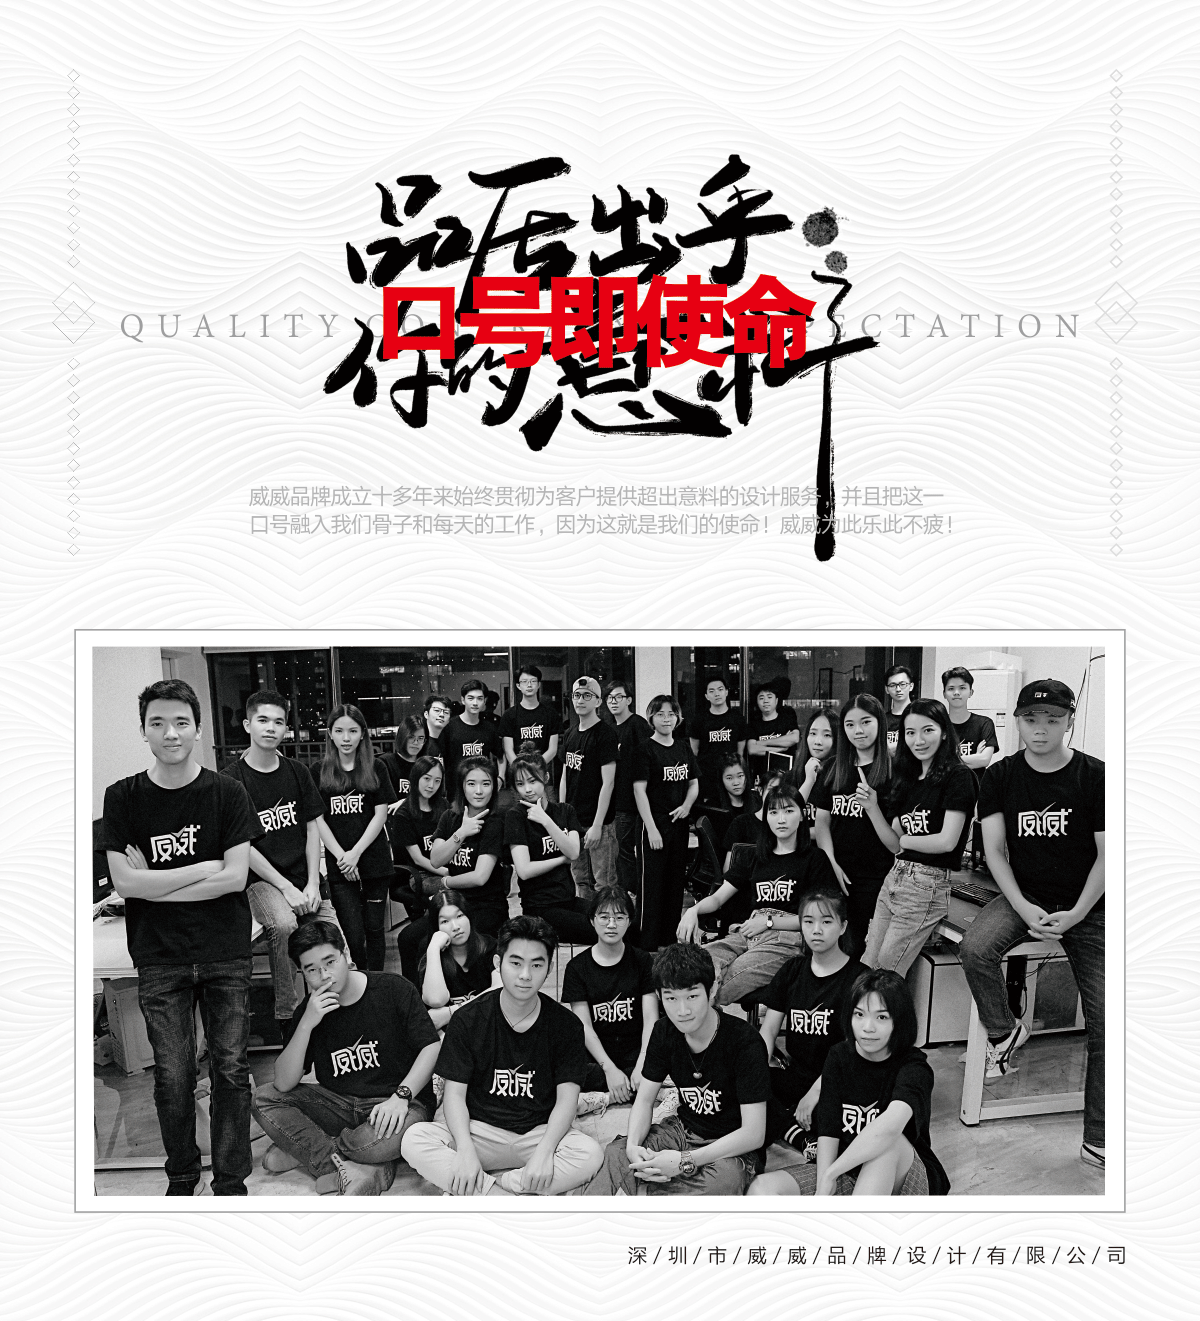 品居出乎
口号即使命
QUALITY CON
ECTATION
你的意料
威威品牌成立十多年来始终贯彻为客户提供超出意料的设计服务，并且把这一
口号融入我们骨子和每天的工作，因为这就是我们的使命！威威为此乐此不疲！
威威
深/圳/市/威/威/品/牌/设/计/有/限/公/司